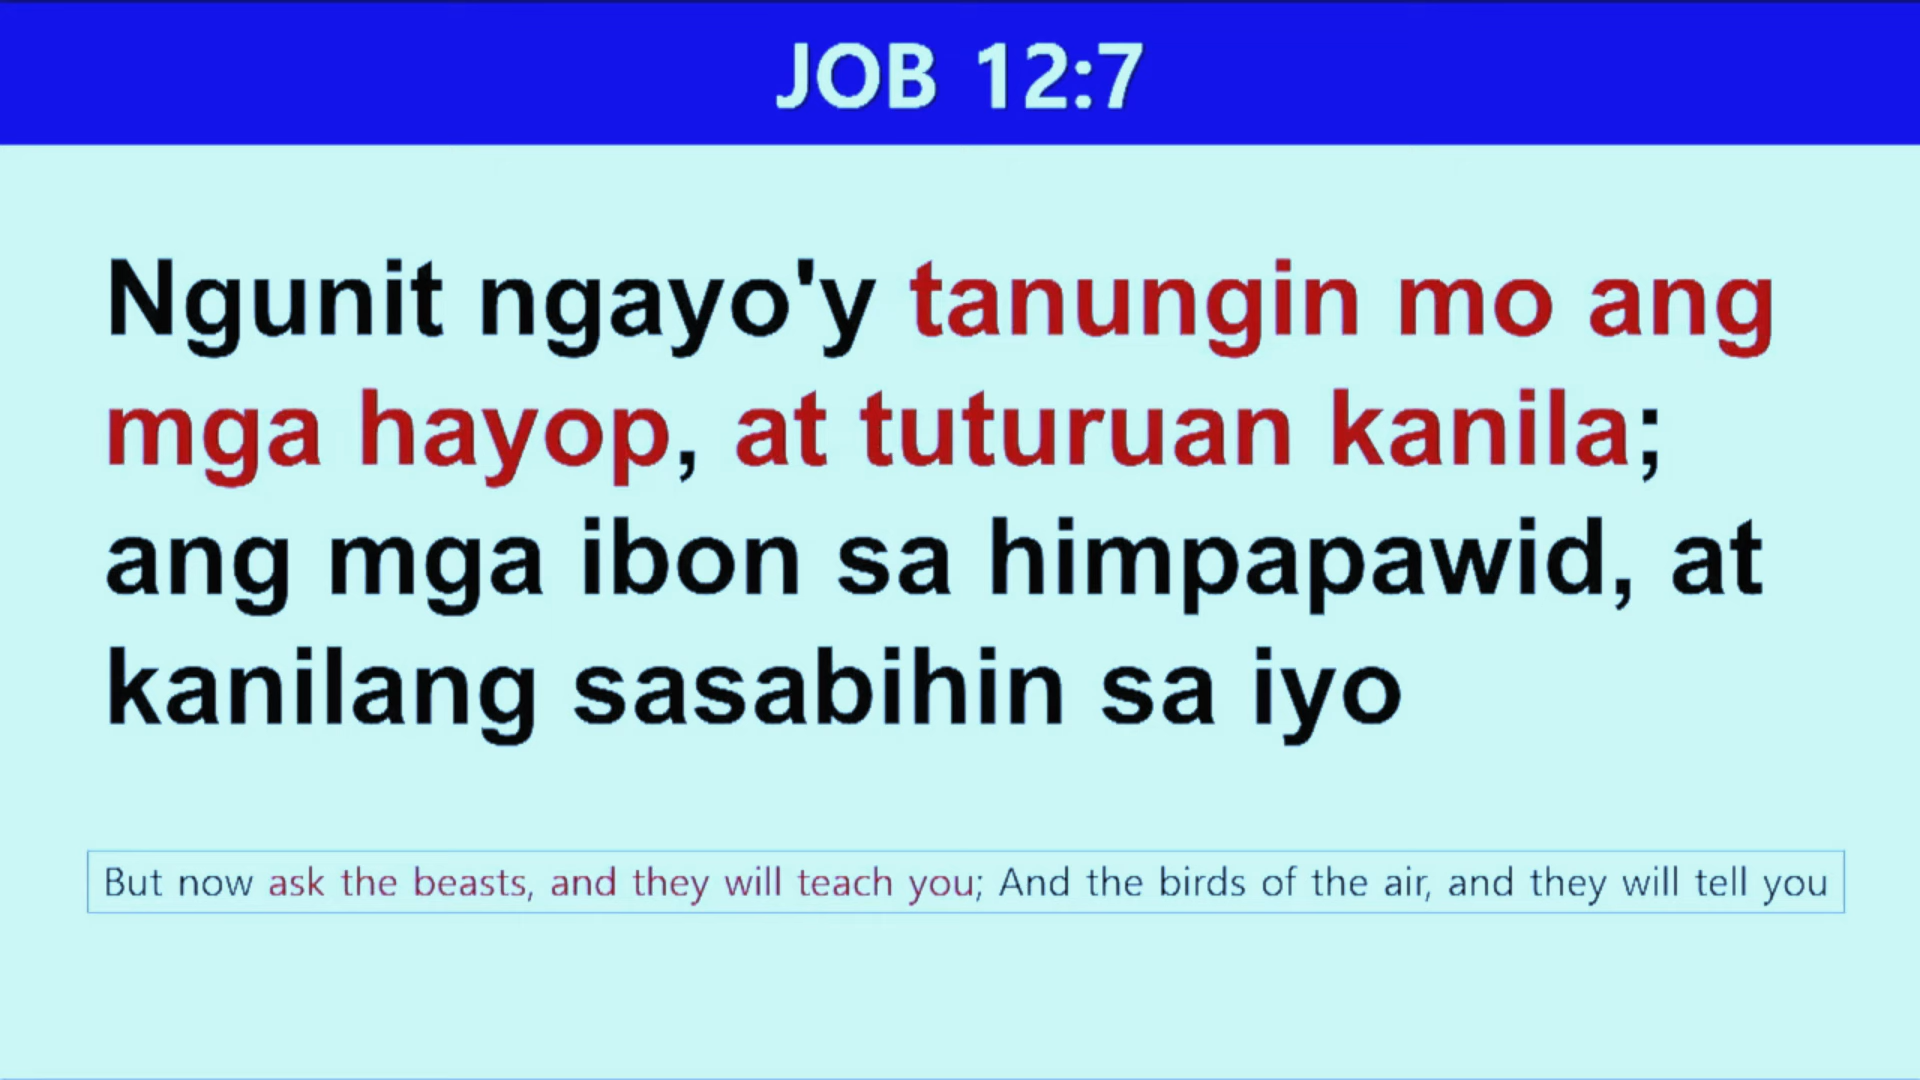 JOB 12:7
Ngunit ngayo'y tanungin mo ang
mga hayop, at tuturuan kanila;
ang mga ibon sa himpapawid, at
kanilang sasabihin sa iyo
But now ask the beasts, and they will teach you; And the birds of the air, and they will tell you